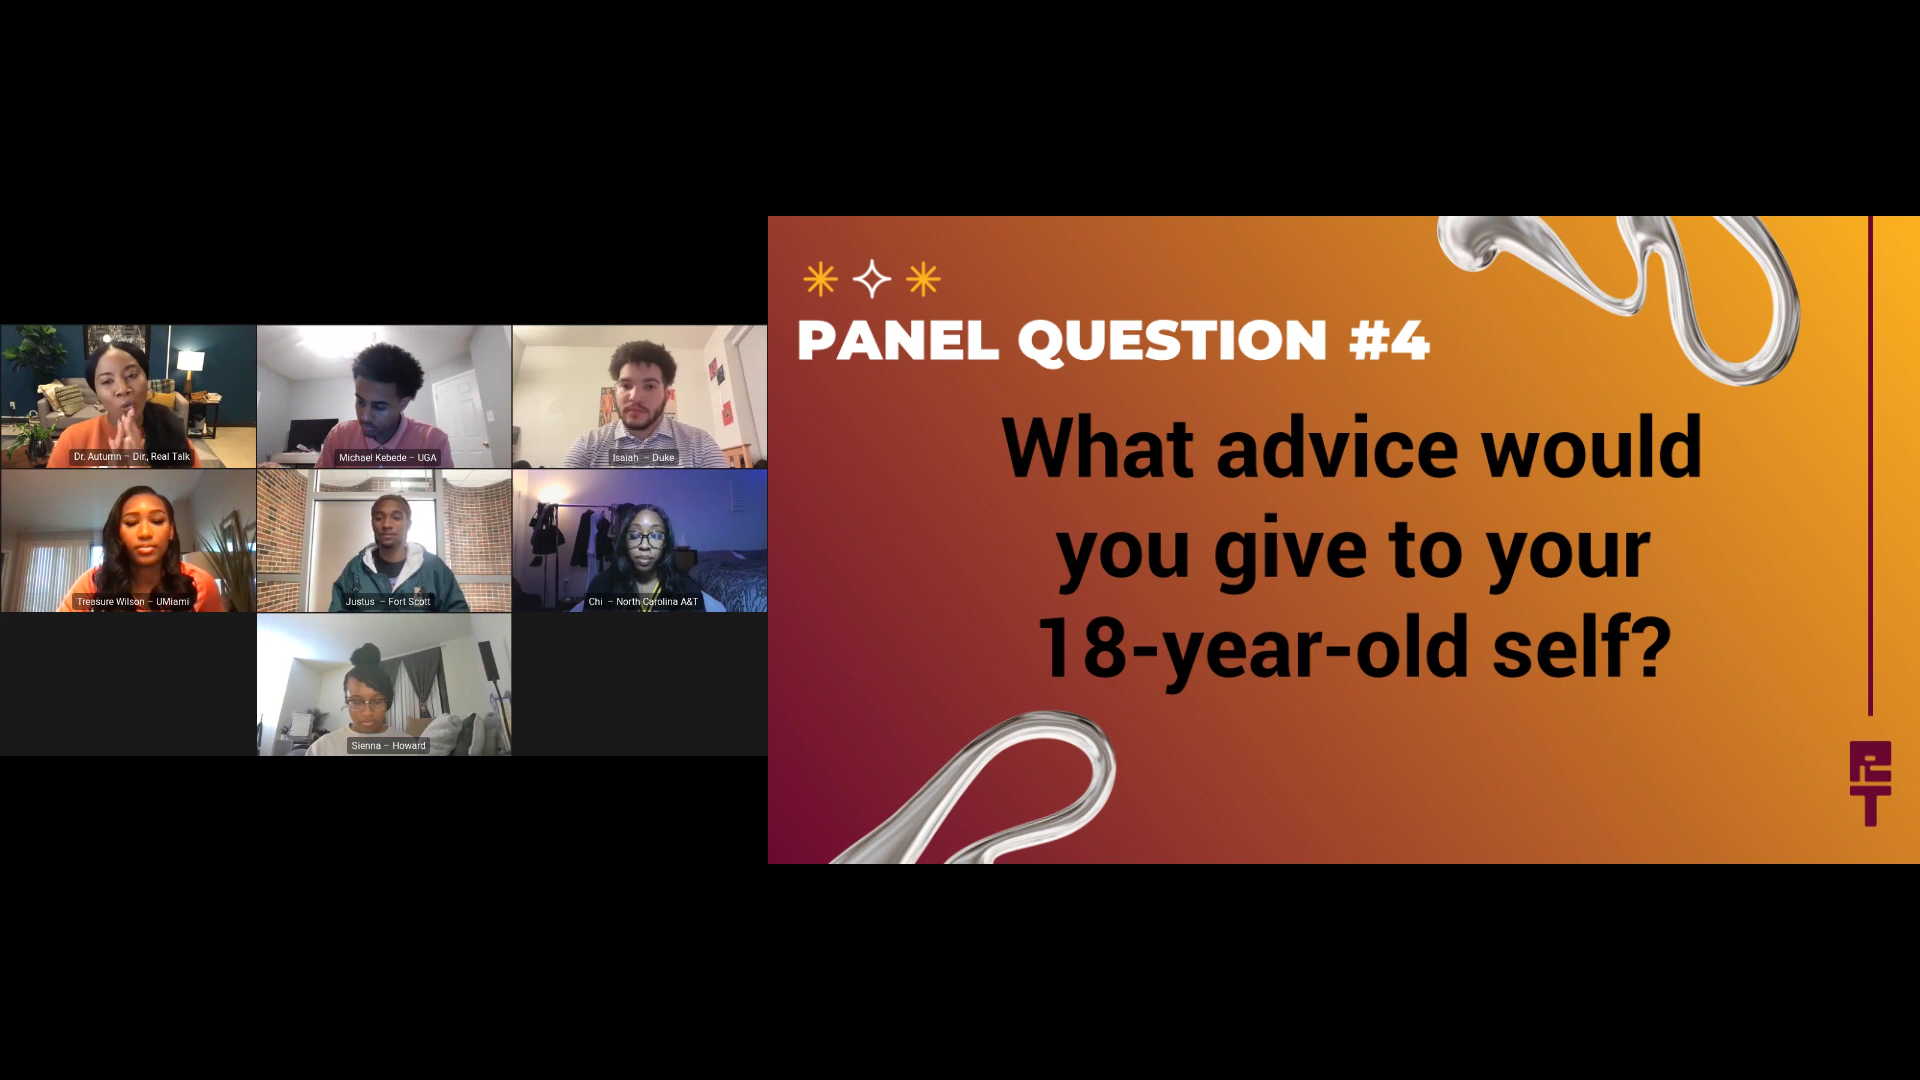 Dr. Autumn – Dir., Real Talk
Michael Kebede – UGA
Isaiah – Duke
Treasure Wilson – UMiami
Justus – Fort Scott
Chi – North Carolina A&T
Sienna – Howard
PANEL QUESTION #4
What advice would
you give to your
18-year-old self?
RT